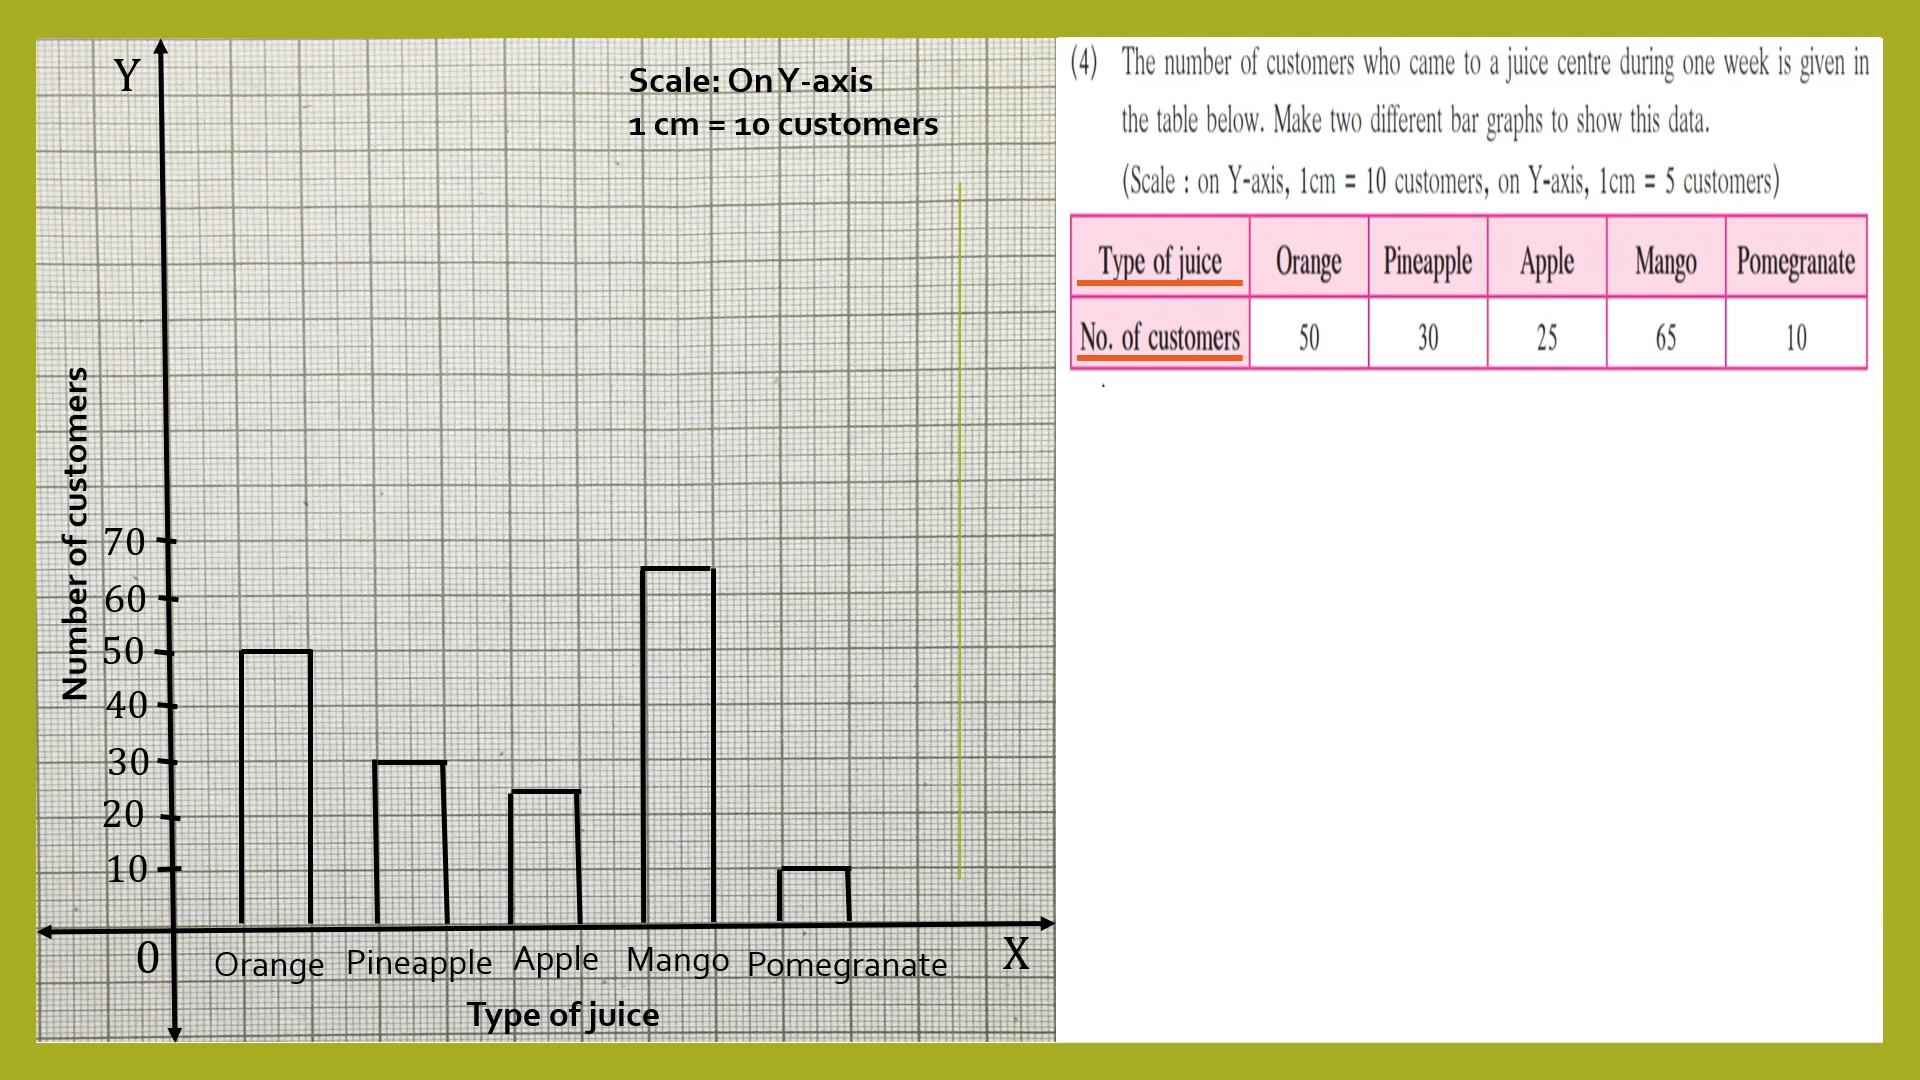 Y
Scale: On Y-axis
1 cm = 10 customers
Number of customers
70
60
50
40
30
20
10
0
Orange Pineapple Apple Mango Pomegranate
X
Type of juice
(4) The number of customers who came to a juice centre during one week is given in
the table below. Make two different bar graphs to show this data.
(Scale : on Y-axis, 1cm = 10 customers, on Y-axis, 1cm = 5 customers)
Type of juice Orange Pineapple Apple Mango Pomegranate
No. of customers 50 30 25 65 10